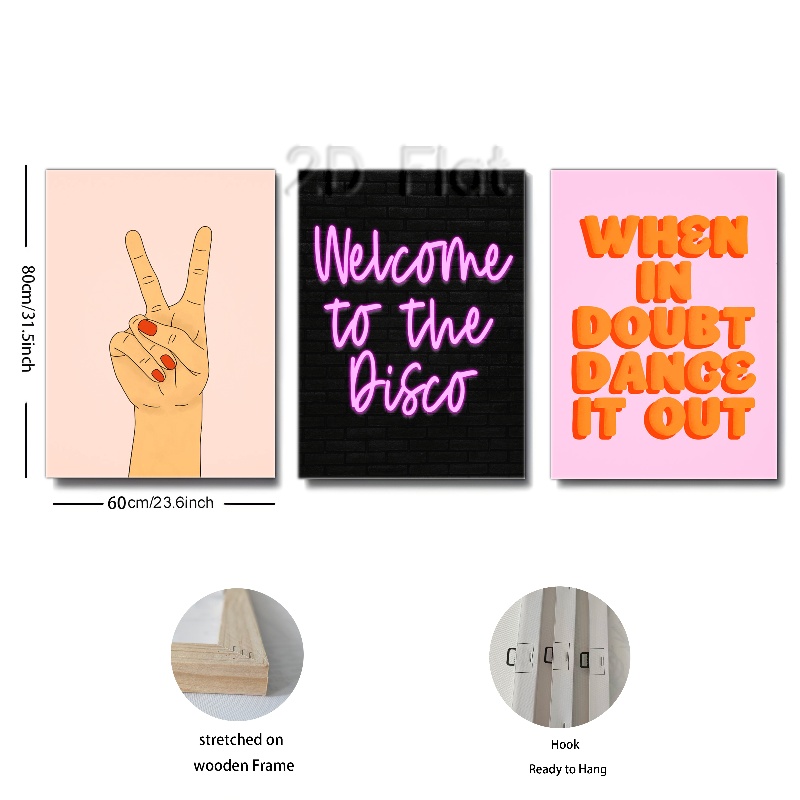 2D Flat
80cm/31.5inch
Welcome
to the
Disco
WHEN
IN
DOUBT
DANCE
IT OUT
60cm/23.6inch
stretched on
wooden Frame
Hook
Ready to Hang